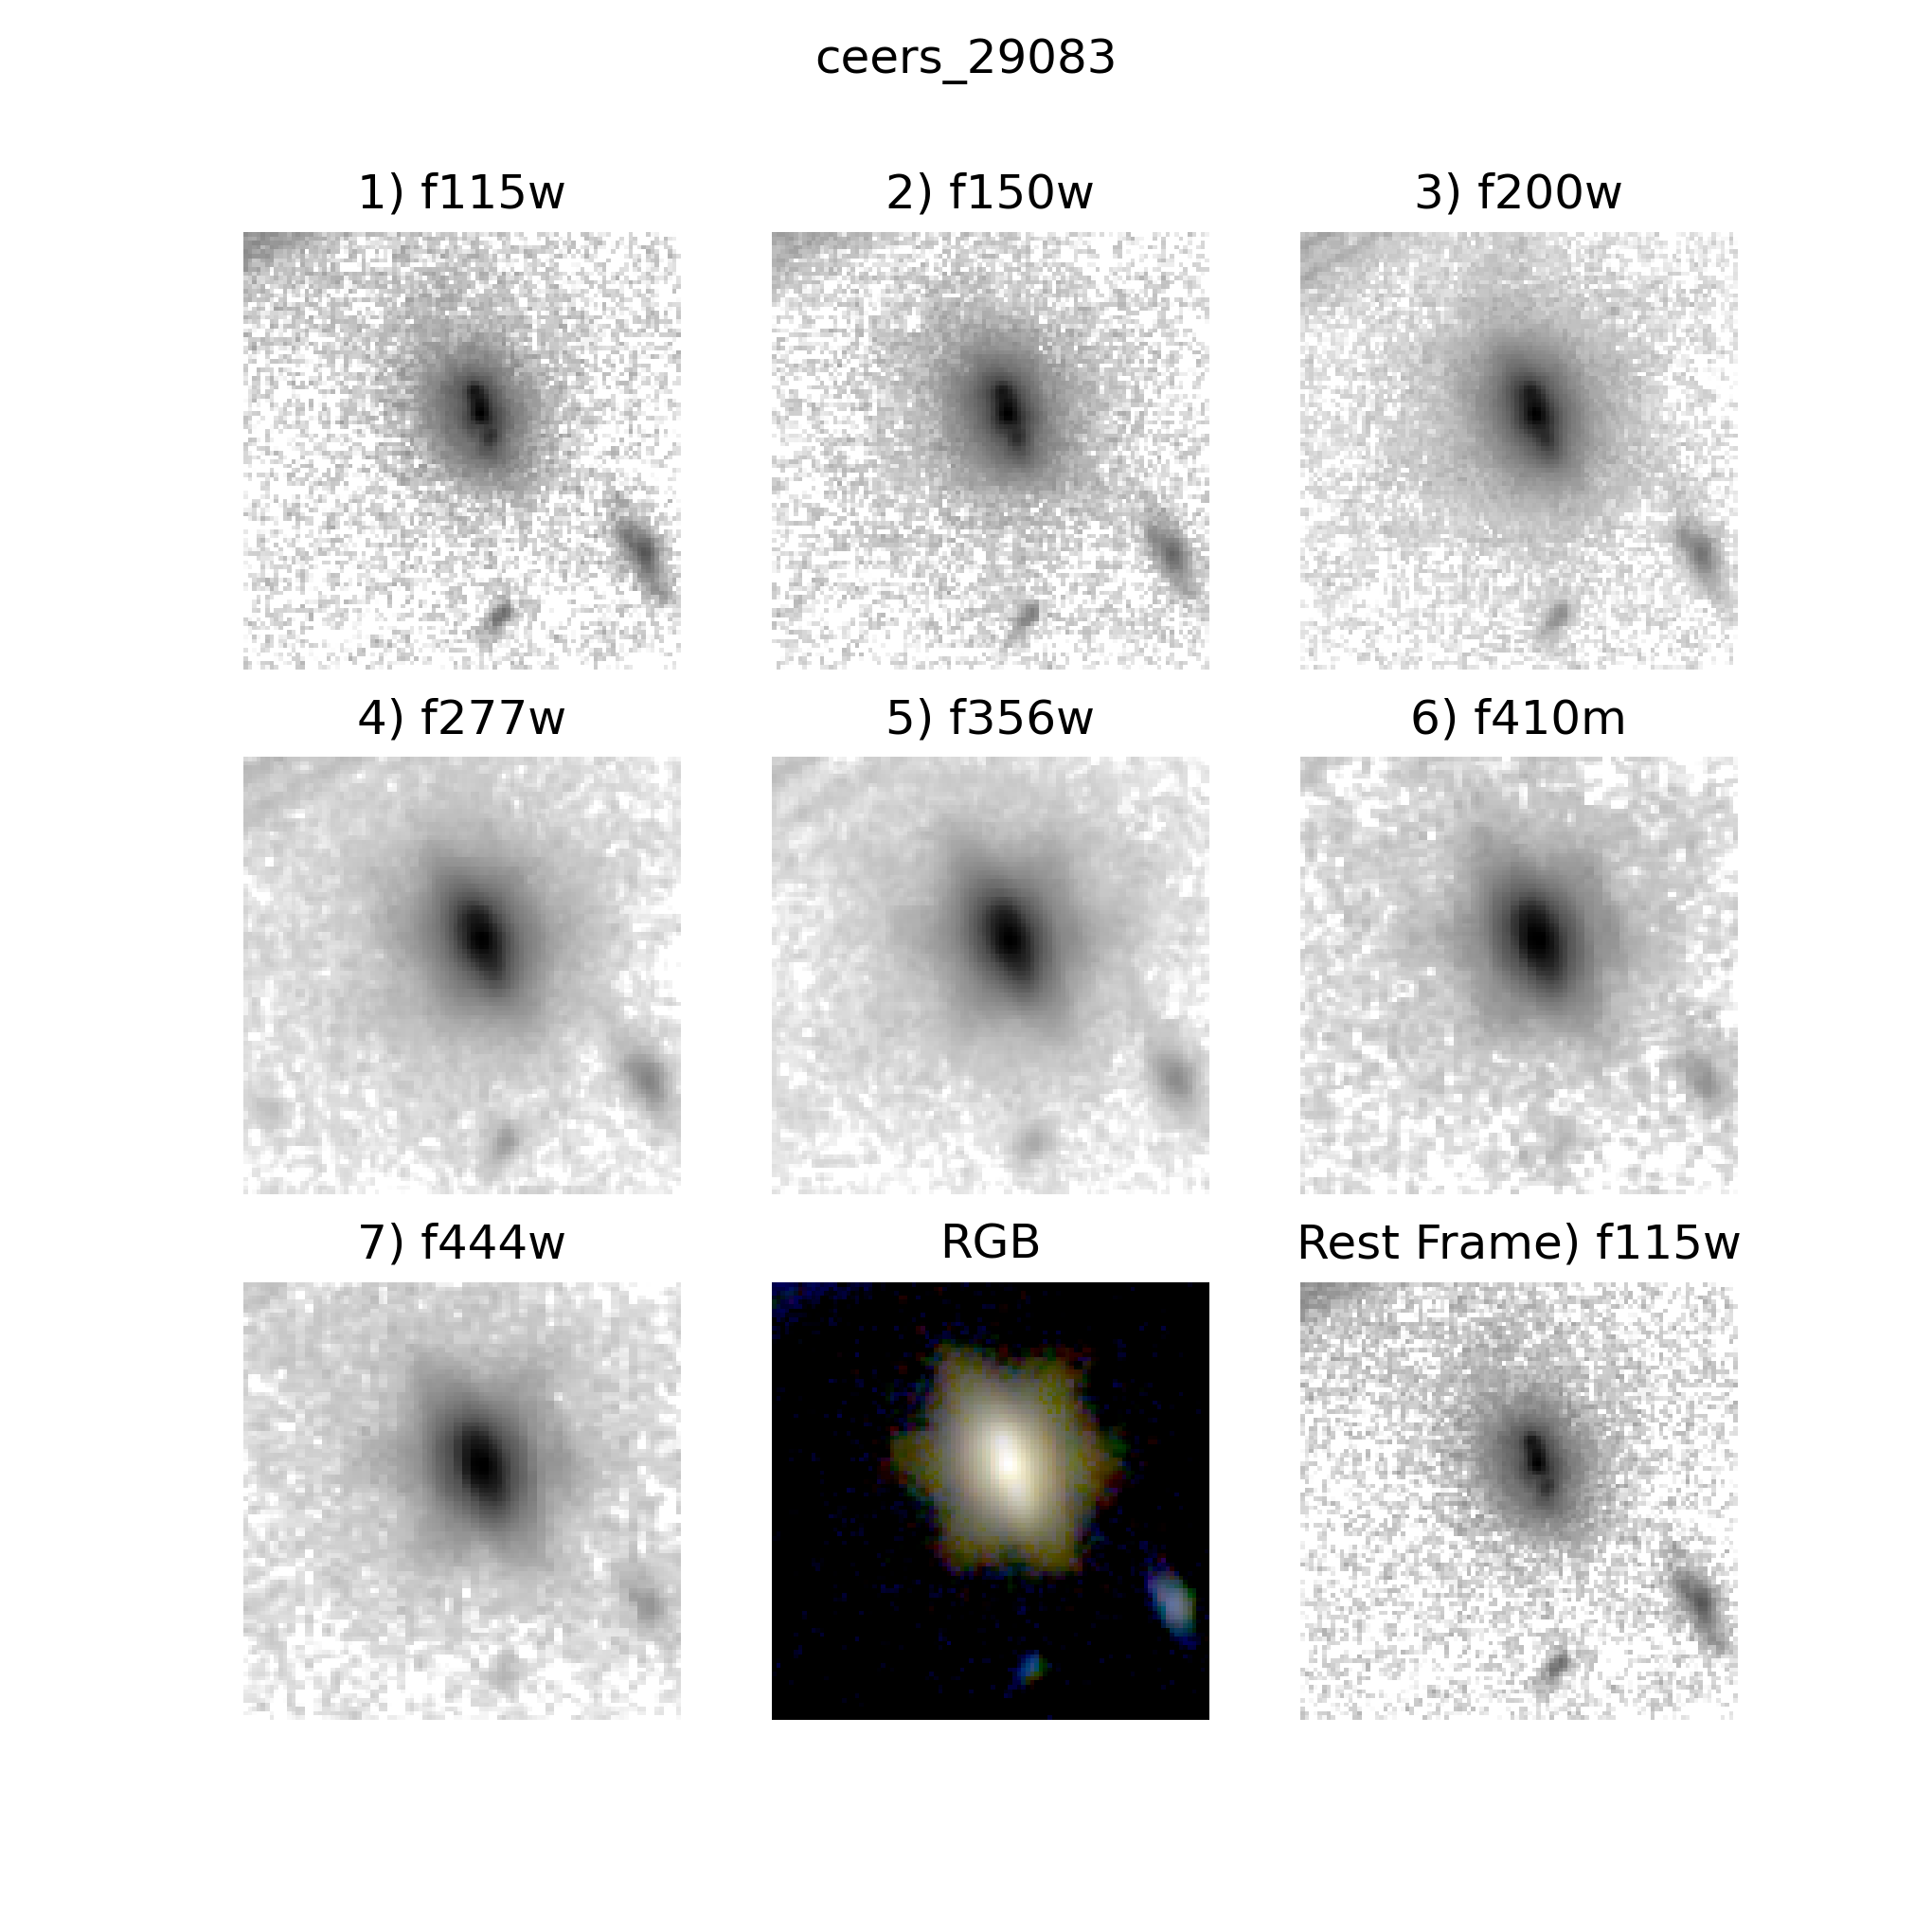 ceers_29083
1) f115w
2) f150w
3) f200w
4) f277w
5) f356w
6) f410m
7) f444w
RGB
Rest Frame) f115w